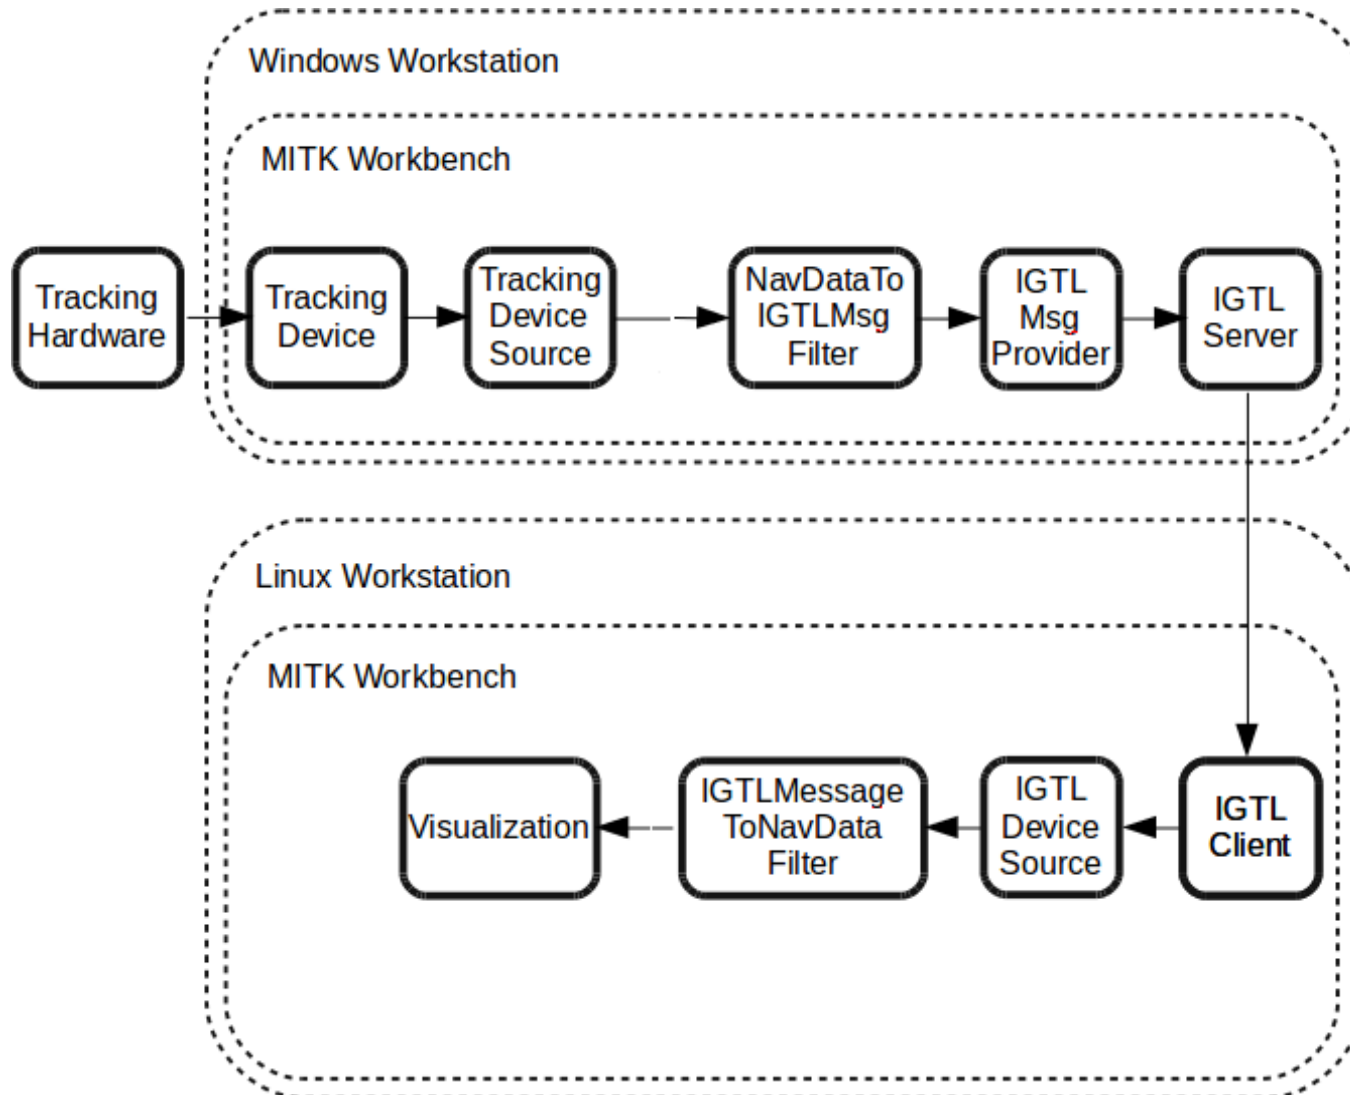 Windows Workstation
MITK Workbench
Tracking
Hardware
Tracking
Device
Tracking
Device
Source
NavDataTo
IGTLMsg
Filter
IGTL
Msg
Provider
IGTL
Server
Linux Workstation
MITK Workbench
Visualization
IGTLMessage
ToNavData
Filter
IGTL
Device
Source
IGTL
Client